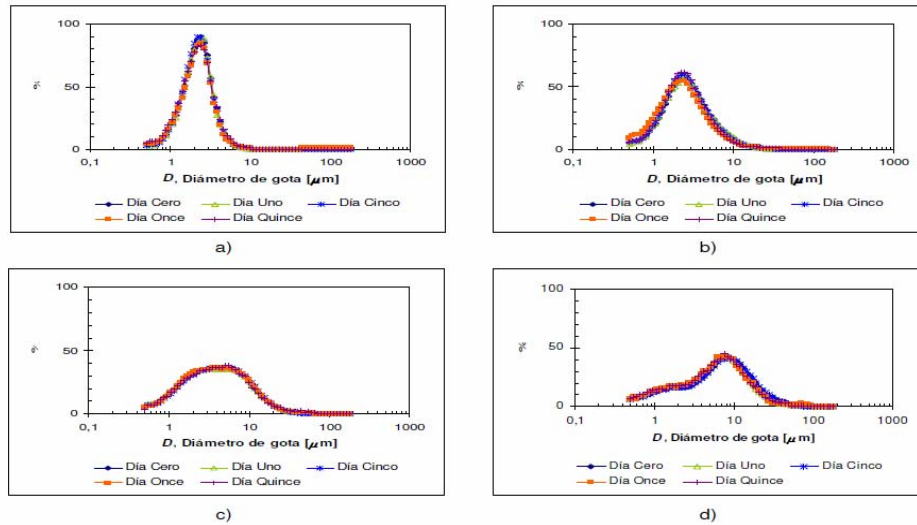 100
50
0
%
0,1 1 10 100 1000
D, Diámetro de gota [μm]
Día Cero Día Uno Día Cinco
Día Once Día Quince
a)
100
50
0
%
0,1 1 10 100 1000
D, Diámetro de gota [μm]
Día Cero Día Uno Día Cinco
Día Once Día Quince
b)
100
50
0
%
0,1 1 10 100 1000
D, Diámetro de gota [μm]
Día Cero Día Uno Día Cinco
Día Once Día Quince
c)
100
50
0
%
0,1 1 10 100 1000
D, Diámetro de gota [μm]
Día Cero Día Uno Día Cinco
Día Once Día Quince
d)